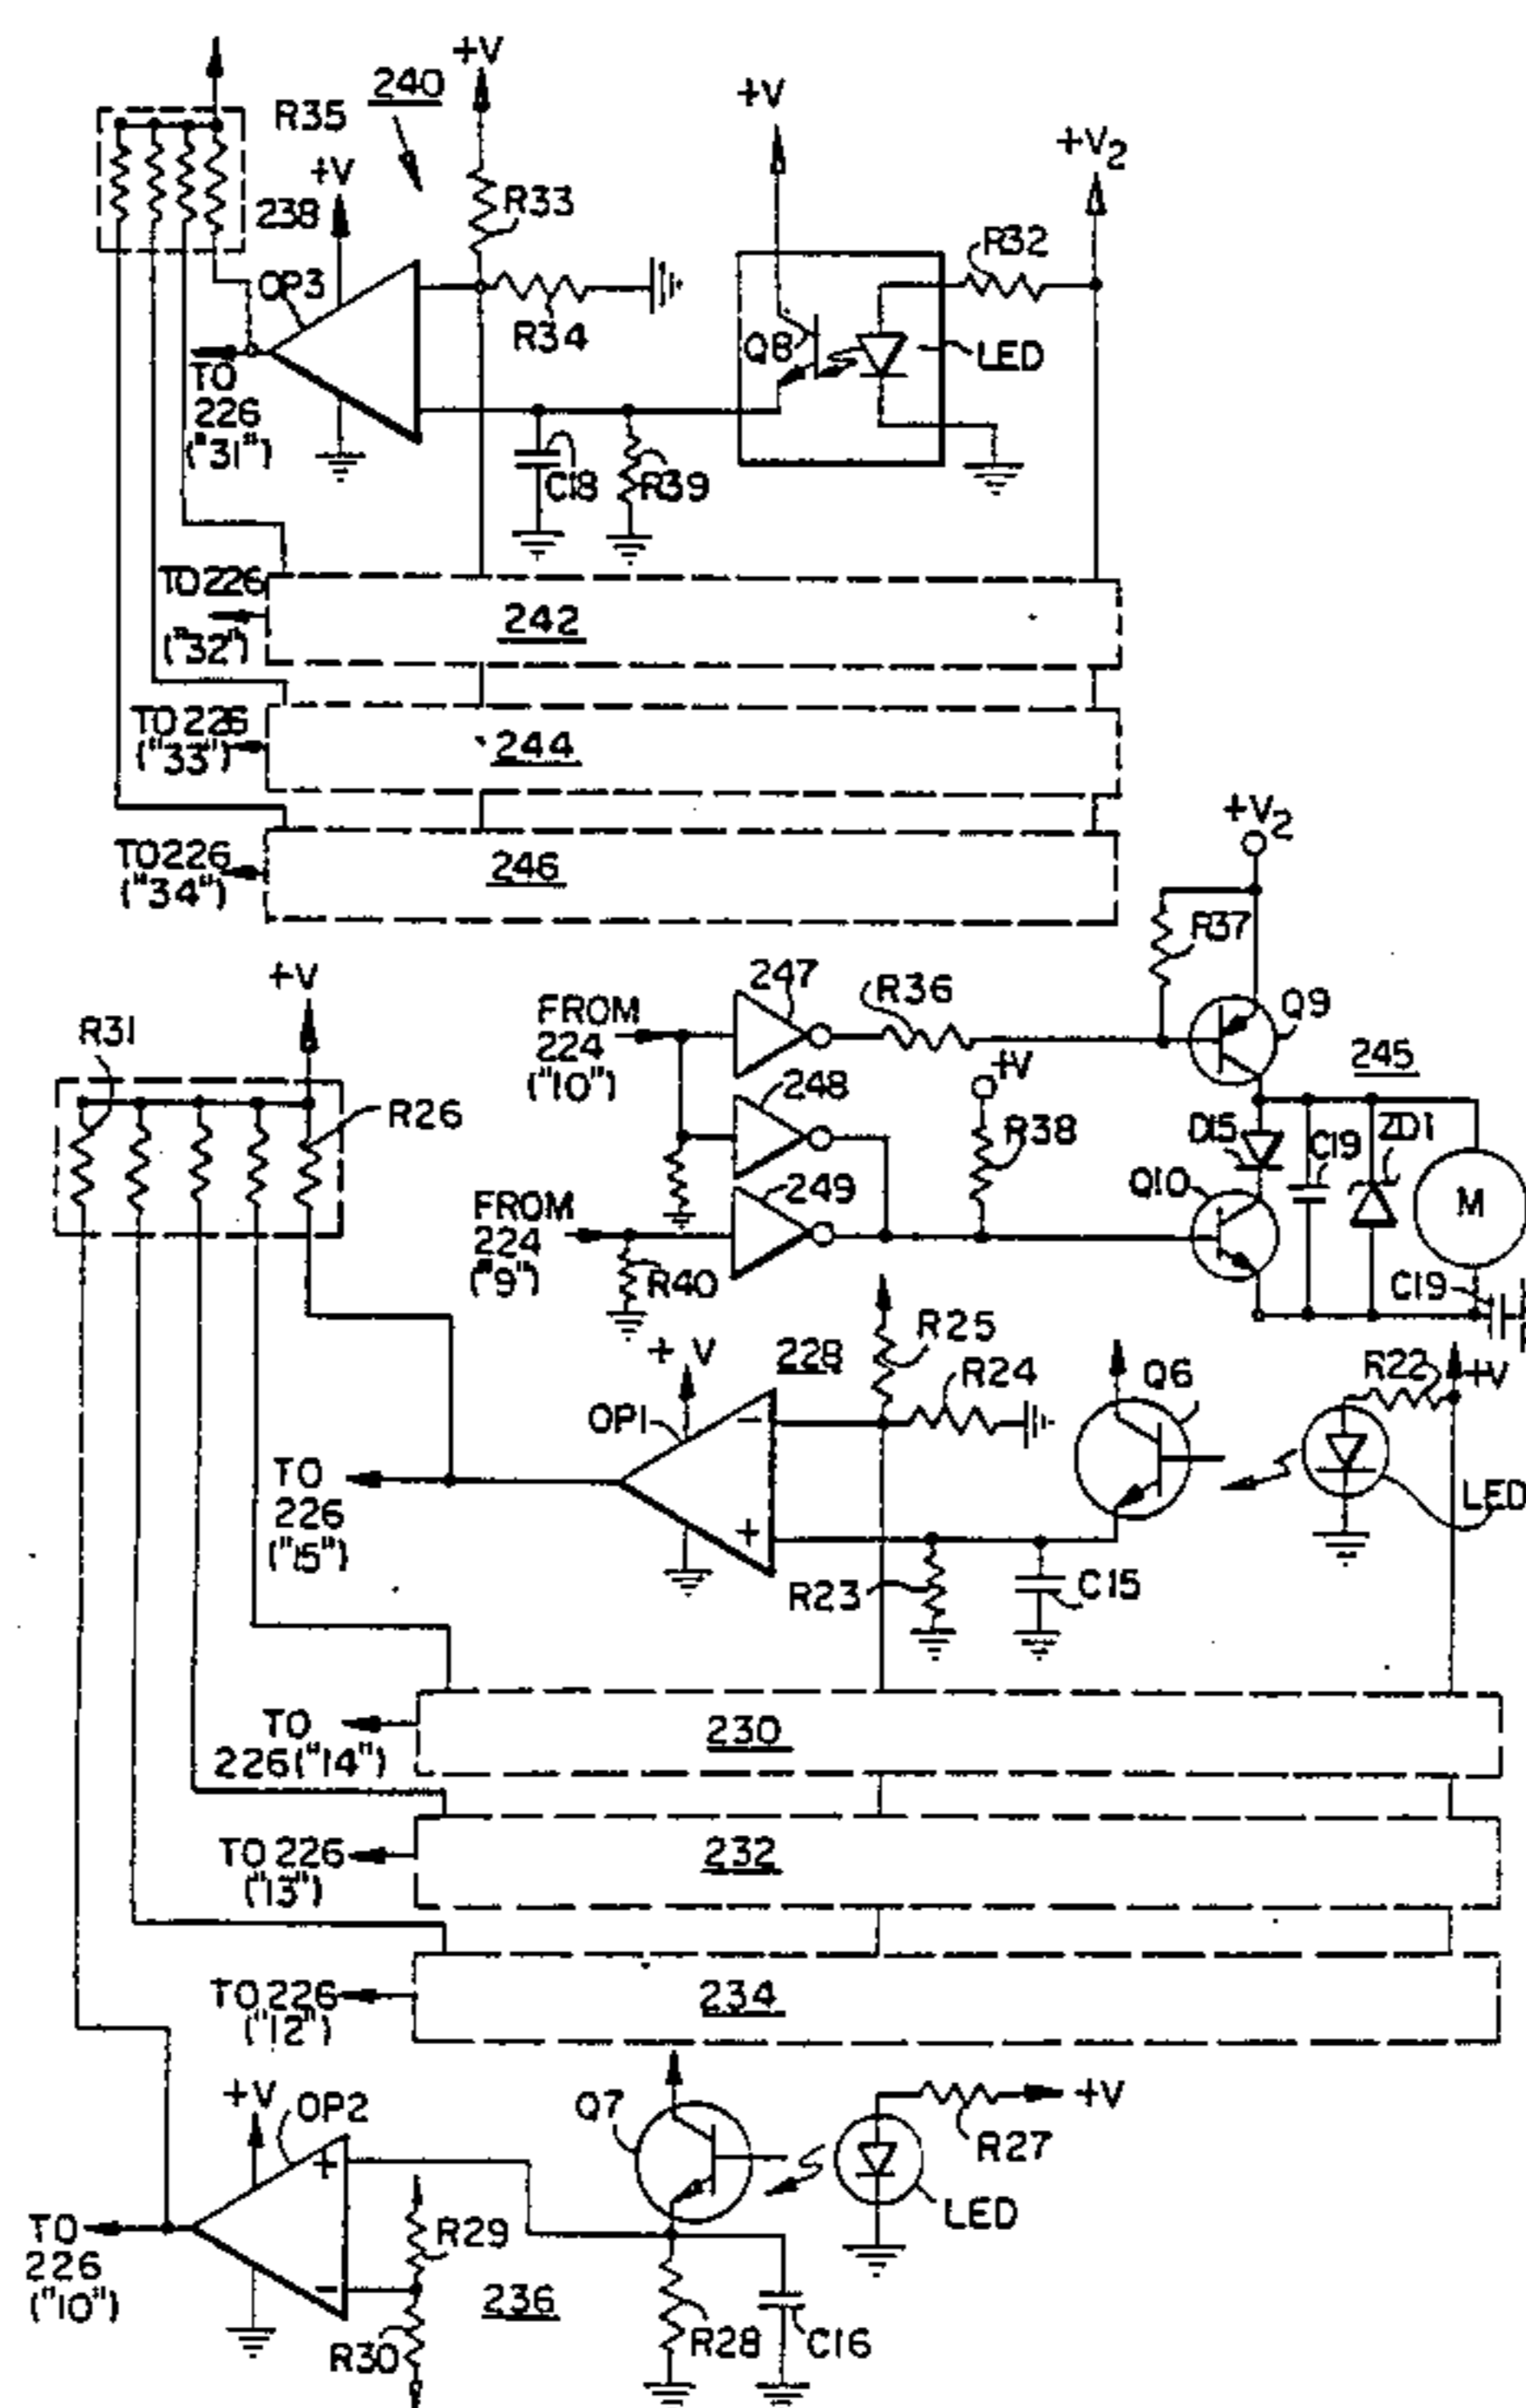 +V
240
R35
+V
+V
+V2
238
R33
R32
OP3
R34
Q8
LED
TO
226
("31")
C18
R39
TO 226
("32")
242
TO 226
("33")
244
TO 226
("34")
246
+V2
R37
+V
247
R36
Q9
FROM
224
("10")
R31
+V
245
248
R26
R38
D15
C19
ZD1
Q10
M
249
FROM
224
("9")
R40
C19
R25
+V
228
R24
Q6
R22
+V
OP1
-
TO
226
("15")
LED
+
R23
C15
TO
226("14")
230
TO 226
("13")
232
TO 226
("12")
234
+V
OP2
Q7
+V
R27
+
LED
TO
226
("10")
R29
-
236
R30
R28
C16